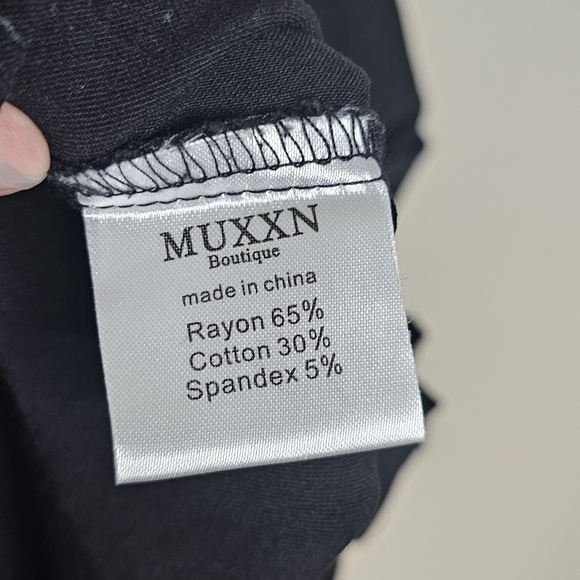 MUXXN
Boutique
made in china
Rayon 65%
Cotton 30%
Spandex 5%